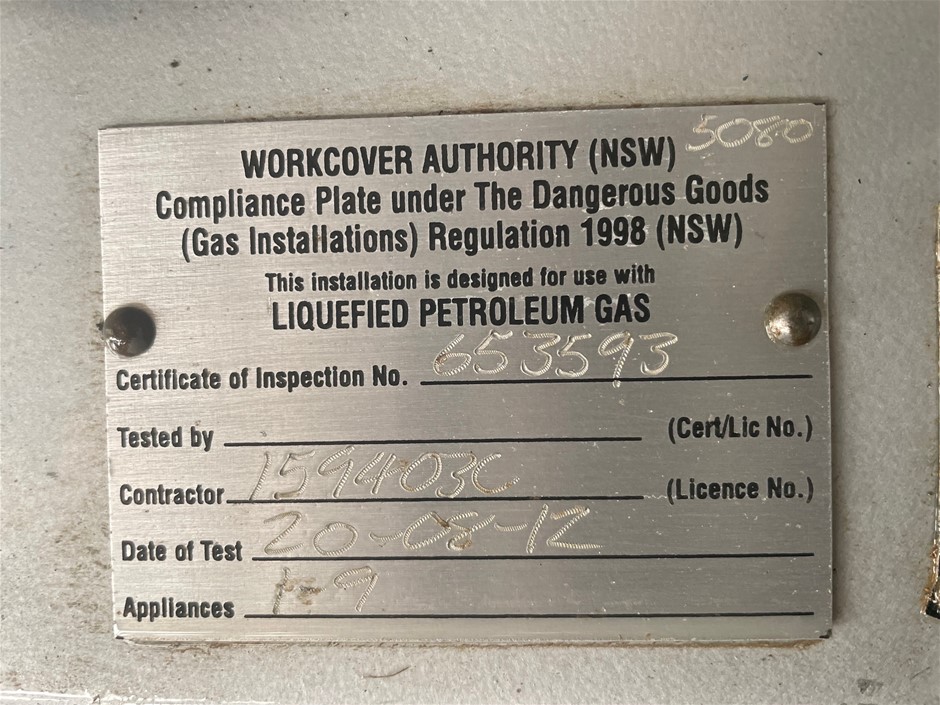 5080
WORKCOVER AUTHORITY (NSW)
Compliance Plate under The Dangerous Goods
(Gas Installations) Regulation 1998 (NSW)
This installation is designed for use with
LIQUEFIED PETROLEUM GAS
Certificate of Inspection No. 653593
Tested by (Cert/Lic No.)
Contractor 159403C (Licence No.)
Date of Test 20-08-12
Appliances